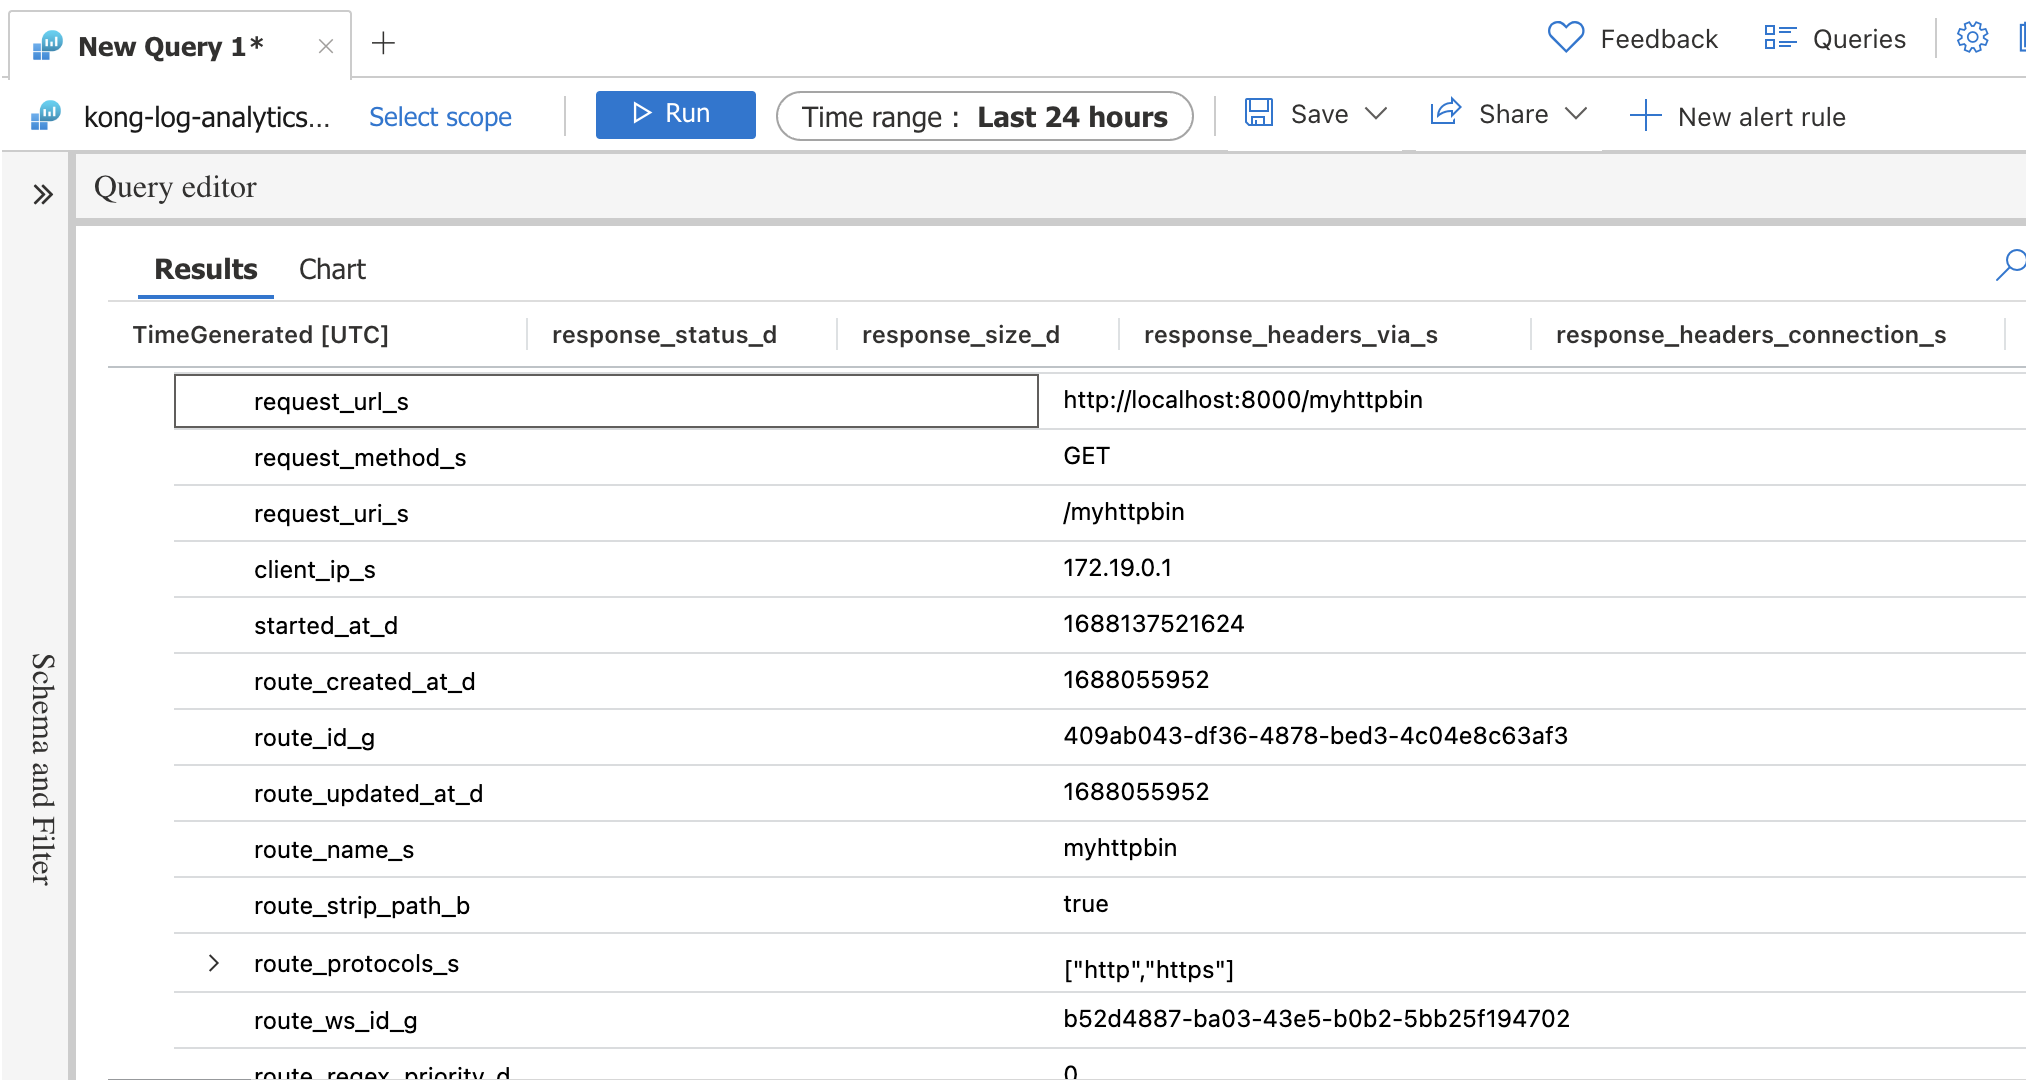 New Query 1*
Feedback
Queries
kong-log-analytics...
Select scope
Run
Time range : Last 24 hours
Save
Share
New alert rule
Query editor
Results
Chart
TimeGenerated [UTC] response_status_d response_size_d response_headers_via_s response_headers_connection_s
request_url_s http://localhost:8000/myhttpbin
request_method_s GET
request_uri_s /myhttpbin
client_ip_s 172.19.0.1
started_at_d 1688137521624
route_created_at_d 1688055952
route_id_g 409ab043-df36-4878-bed3-4c04e8c63af3
route_updated_at_d 1688055952
route_name_s myhttpbin
route_strip_path_b true
route_protocols_s ["http","https"]
route_ws_id_g b52d4887-ba03-43e5-b0b2-5bb25f194702
route_regex_priority_d 0
Schema and Filter